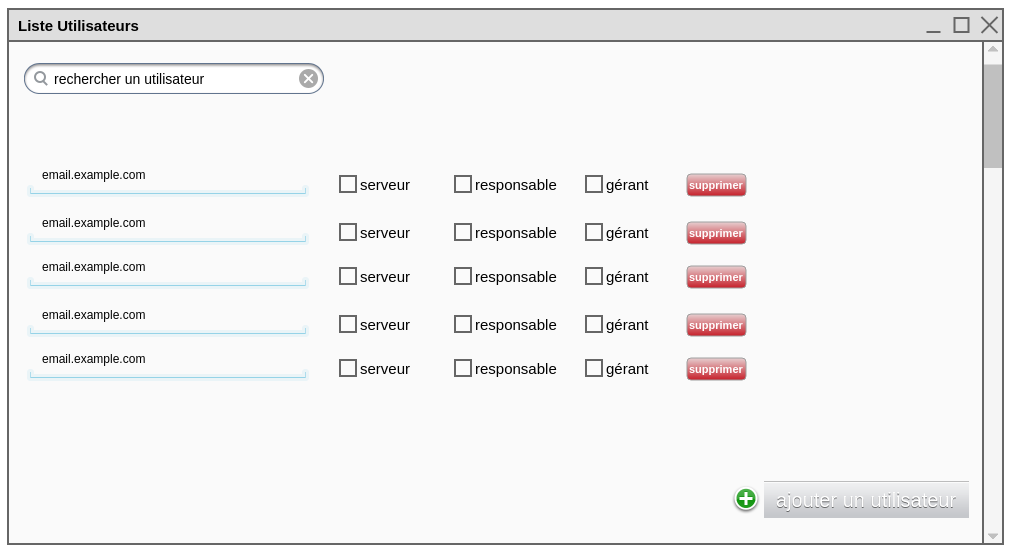 Liste Utilisateurs
rechercher un utilisateur
email.example.com serveur responsable gérant supprimer
email.example.com serveur responsable gérant supprimer
email.example.com serveur responsable gérant supprimer
email.example.com serveur responsable gérant supprimer
email.example.com serveur responsable gérant supprimer
ajouter un utilisateur